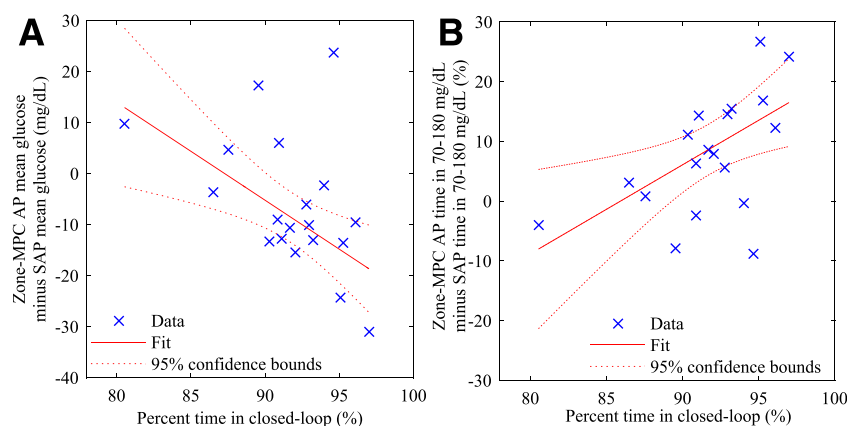 A
Zone-MPC AP mean glucose
minus SAP mean glucose (mg/dL)
30
20
10
0
-10
-20
-30
-40
Data
Fit
95% confidence bounds
80
85
90
95
100
Percent time in closed-loop (%)
B
Zone-MPC AP time in 70-180 mg/dL
minus SAP time in 70-180 mg/dL (%)
30
20
10
0
-10
-20
-30
Data
Fit
95% confidence bounds
80
85
90
95
100
Percent time in closed-loop (%)